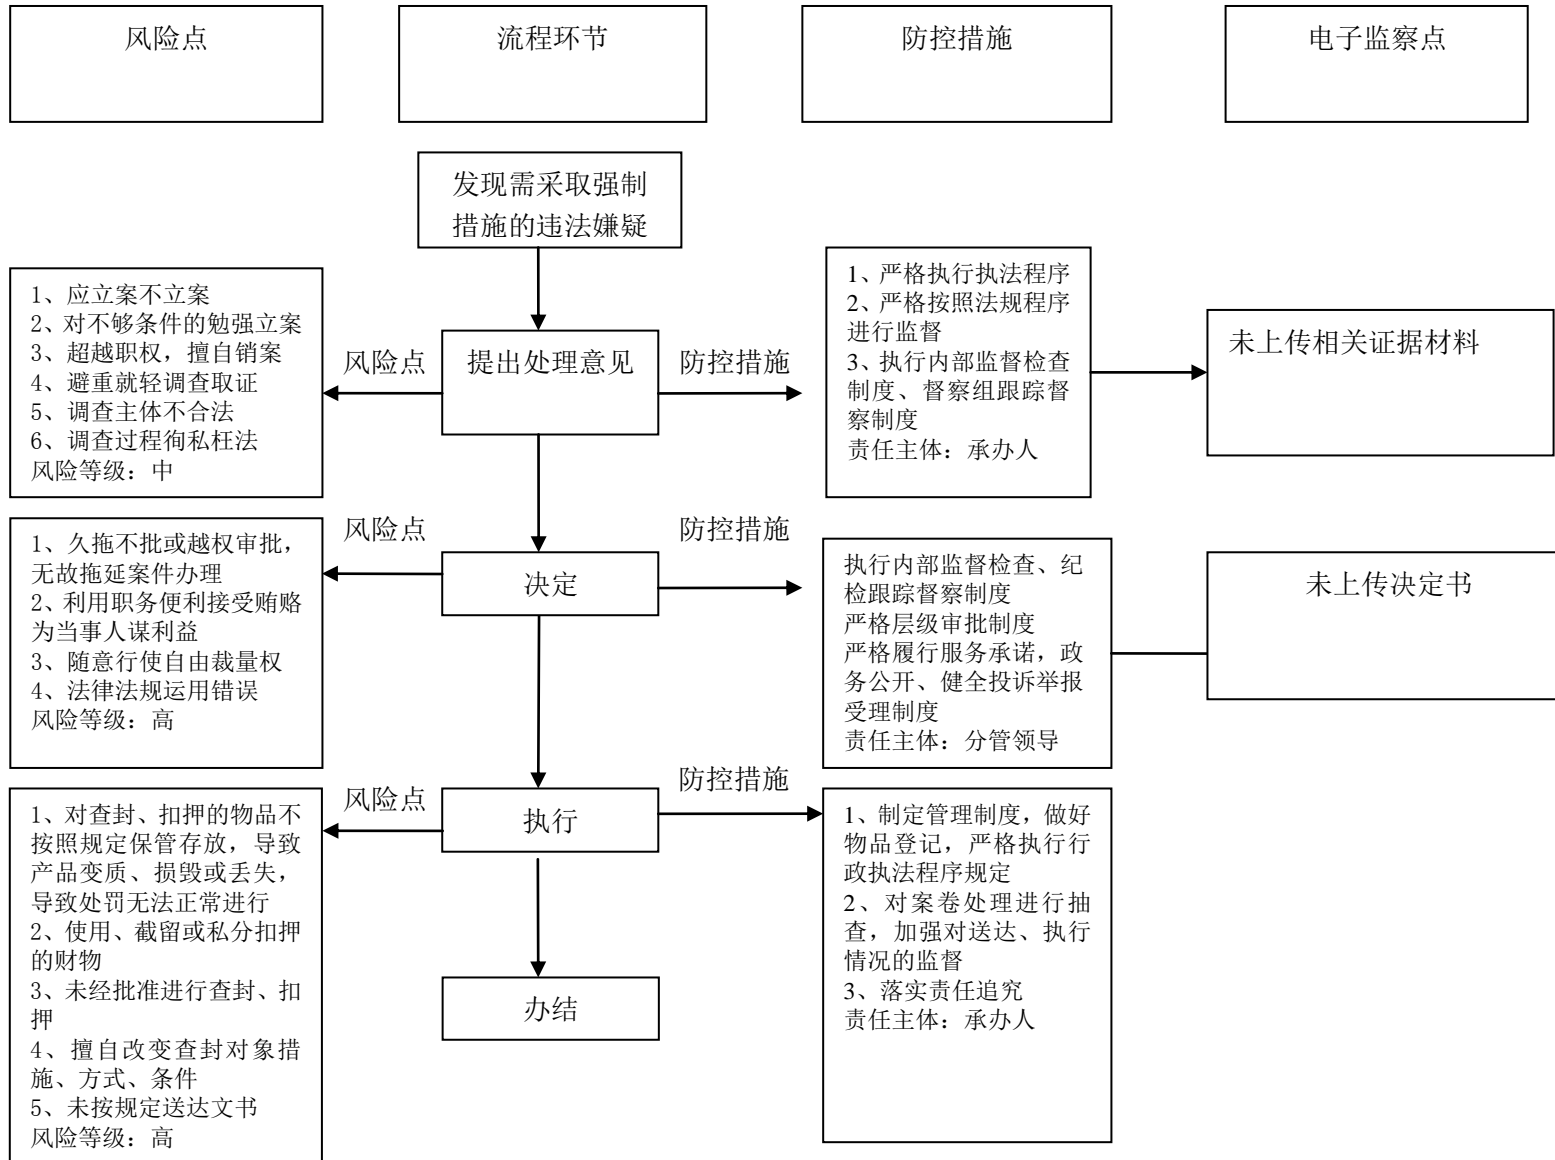 风险点
流程环节
防控措施
电子监察点
发现需采取强制
措施的违法嫌疑
1、应立案不立案
2、对不够条件的勉强立案
3、超越职权，擅自销案
4、避重就轻调查取证
5、调查主体不合法
6、调查过程徇私枉法
风险等级：中
风险点
提出处理意见
防控措施
1、严格执行执法程序
2、严格按照法规程序
进行监督
3、执行内部监督检查
制度、督察组跟踪督
察制度
责任主体：承办人
未上传相关证据材料
1、久拖不批或越权审批，
无故拖延案件办理
2、利用职务便利接受贿赂
为当事人谋利益
3、随意行使自由裁量权
4、法律法规运用错误
风险等级：高
风险点
决定
防控措施
执行内部监督检查、纪
检跟踪督察制度
严格层级审批制度
严格履行服务承诺，政
务公开、健全投诉举报
受理制度
责任主体：分管领导
未上传决定书
1、对查封、扣押的物品不
按照规定保管存放，导致
产品变质、损毁或丢失，
导致处罚无法正常进行
2、使用、截留或私分扣押
的财物
3、未经批准进行查封、扣
押
4、擅自改变查封对象措
施、方式、条件
5、未按规定送达文书
风险等级：高
风险点
执行
防控措施
1、制定管理制度，做好
物品登记，严格执行行
政执法程序规定
2、对案卷处理进行抽
查，加强对送达、执行
情况的监督
3、落实责任追究
责任主体：承办人
办结